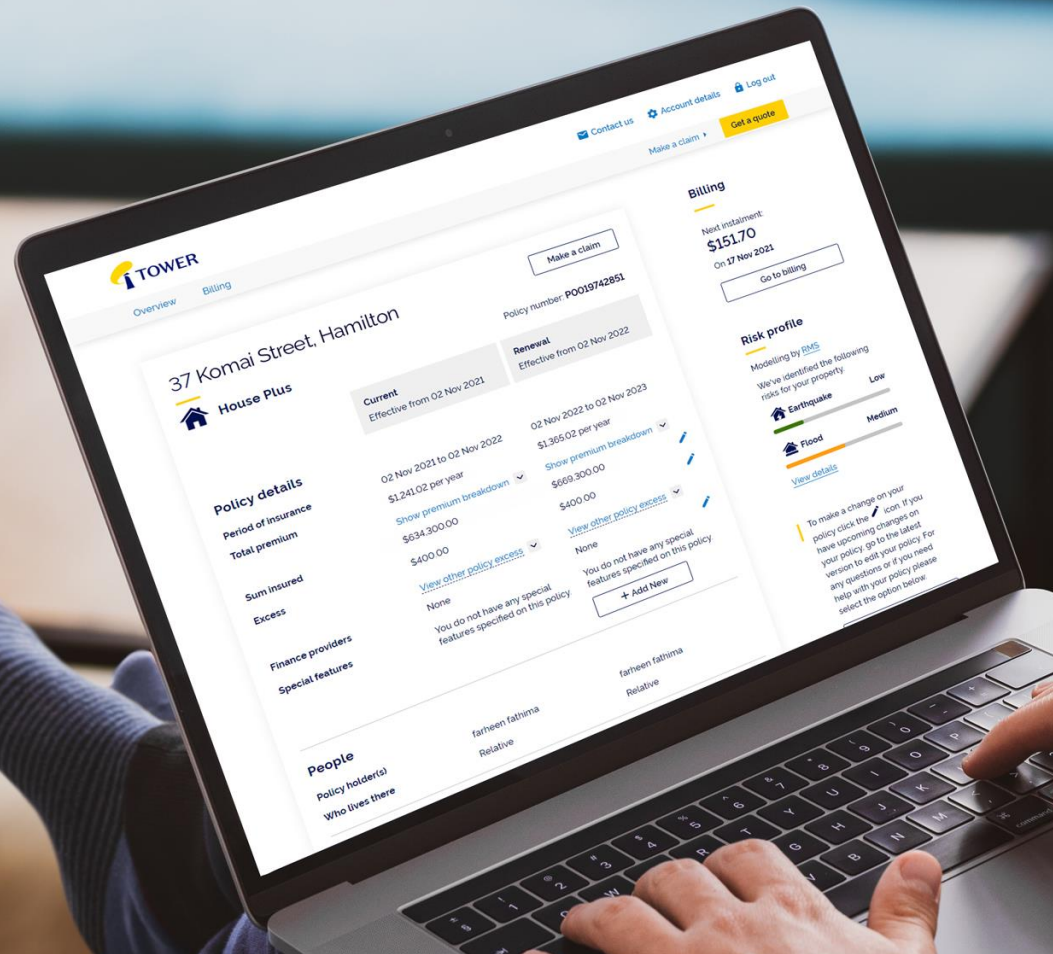 Contact us
Account details
Log out
Make a claim
Get a quote
TOWER
Overview
Billing
37 Komai Street, Hamilton
Make a claim
House Plus
Policy number: P0019742851
Current
Effective from 02 Nov 2021
Renewal
Effective from 02 Nov 2022
Policy details
Period of insurance
02 Nov 2021 to 02 Nov 2022
02 Nov 2022 to 02 Nov 2023
Total premium
$1,241.02 per year
$1,365.02 per year
Show premium breakdown
Show premium breakdown
Sum insured
$634,300.00
$669,300.00
Excess
$400.00
$400.00
View other policy excess
View other policy excess
Finance providers
None
None
Special features
You do not have any special
features specified on this policy
You do not have any special
features specified on this policy
+ Add New
People
Policy holder(s)
farheen fathima
farheen fathima
Who lives there
Relative
Relative
Billing
Next instalment:
$151.70
On 17 Nov 2021
Go to billing
Risk profile
Modelling by RMS
We've identified the following
risks for your property.
Earthquake
Low
Flood
Medium
View details
To make a change on your
policy click the icon. If you
have upcoming changes on
your policy, go to the latest
version to edit your policy. For
any questions or if you need
help with your policy please
select the option below.
command